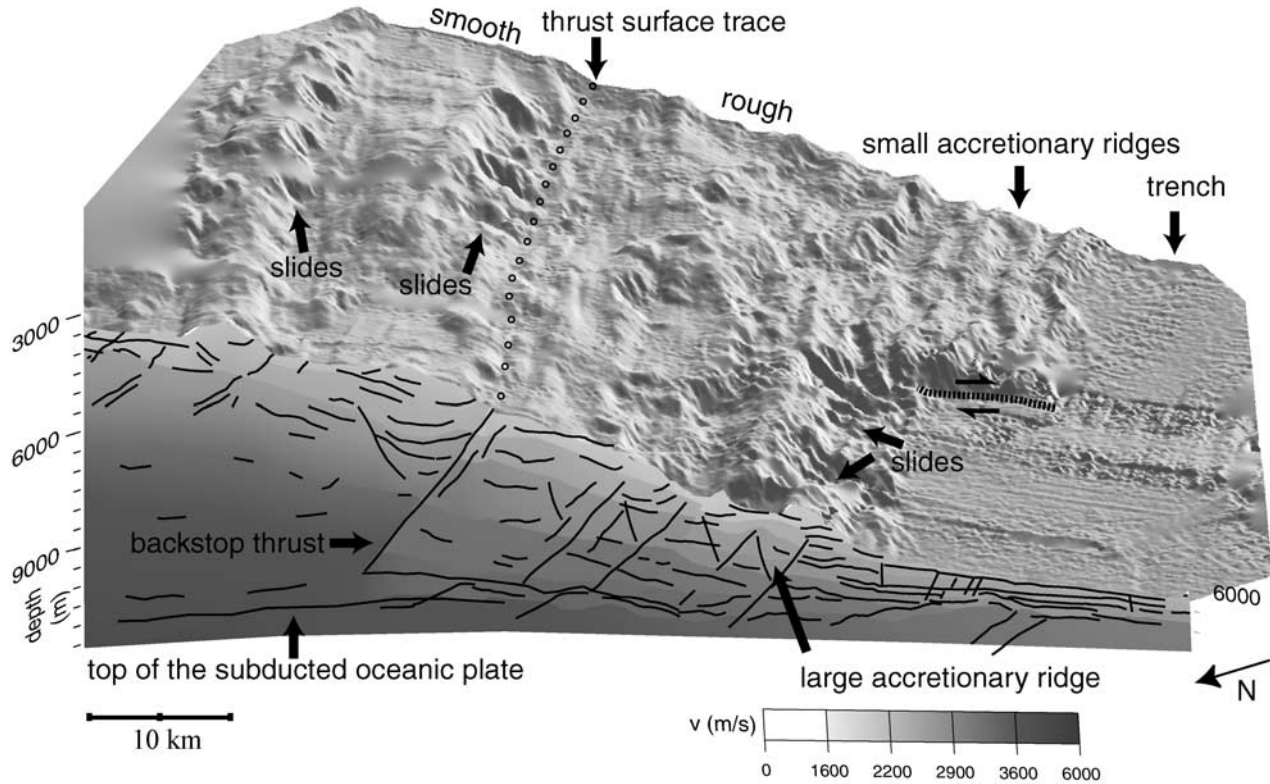 smooth
thrust surface trace
rough
small accretionary ridges
trench
slides
slides
3000
slides
6000
backstop thrust
9000
depth
(m)
6000
top of the subducted oceanic plate
large accretionary ridge
N
10 km
v (m/s)
0 1600 2200 2900 3600 6000